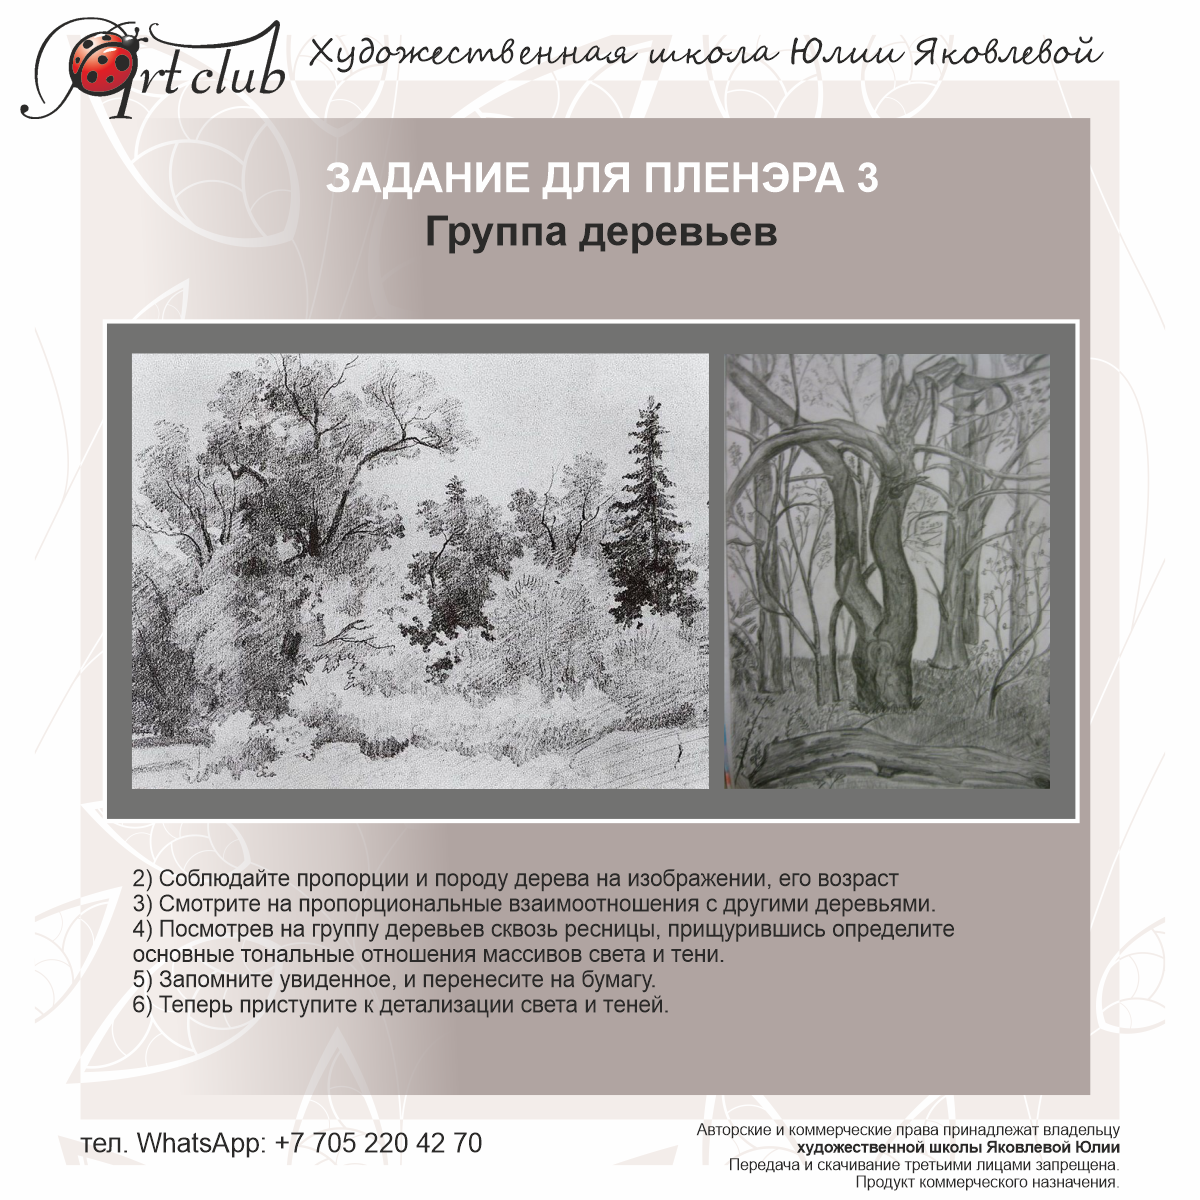 Art club
Художественная школа Юлии Яковлевой
ЗАДАНИЕ ДЛЯ ПЛЕНЭРА 3
Группа деревьев
2) Соблюдайте пропорции и породу дерева на изображении, его возраст
3) Смотрите на пропорциональные взаимоотношения с другими деревьями.
4) Посмотрев на группу деревьев сквозь ресницы, прищурившись определите
основные тональные отношения массивов света и тени.
5) Запомните увиденное, и перенесите на бумагу.
6) Теперь приступите к детализации света и теней.
тел. WhatsApp: +7 705 220 42 70
Авторские и коммерческие права принадлежат владельцу
художественной школы Яковлевой Юлии
Передача и скачивание третьими лицами запрещена.
Продукт коммерческого назначения.